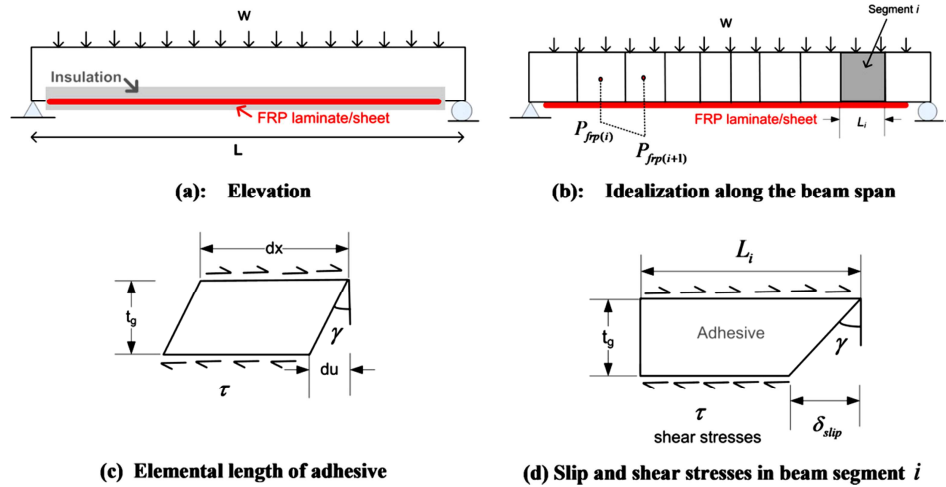 W
Insulation
FRP laminate/sheet
L
(a): Elevation
W
Segment i
FRP laminate/sheet
L_i
P_frp(i)
P_frp(i+1)
(b): Idealization along the beam span
dx
t_g
γ
du
τ
(c) Elemental length of adhesive
L_i
t_g
Adhesive
γ
τ
δ_slip
shear stresses
(d) Slip and shear stresses in beam segment i